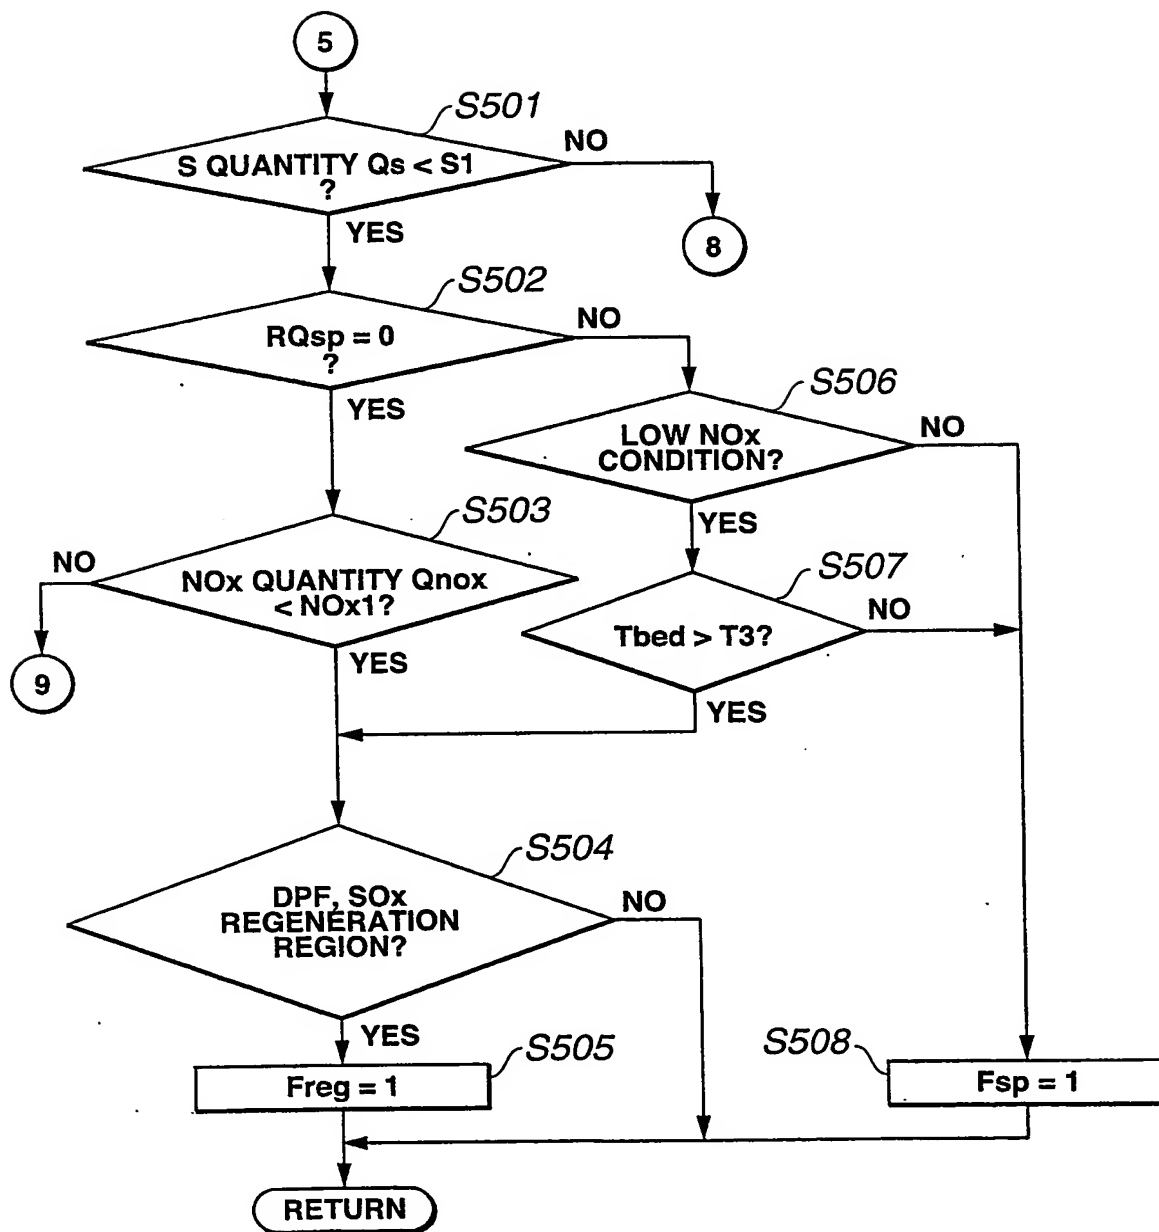 5
S501
S QUANTITY Qs < S1
?
NO
YES
8
S502
RQsp = 0
?
NO
YES
S506
LOW NOx
CONDITION?
NO
YES
S503
NOx QUANTITY Qnox
< NOx1?
NO
YES
9
S507
Tbed > T3?
NO
YES
S504
DPF, SOx
REGENERATION
REGION?
NO
YES
S505
Freg = 1
S508
Fsp = 1
RETURN